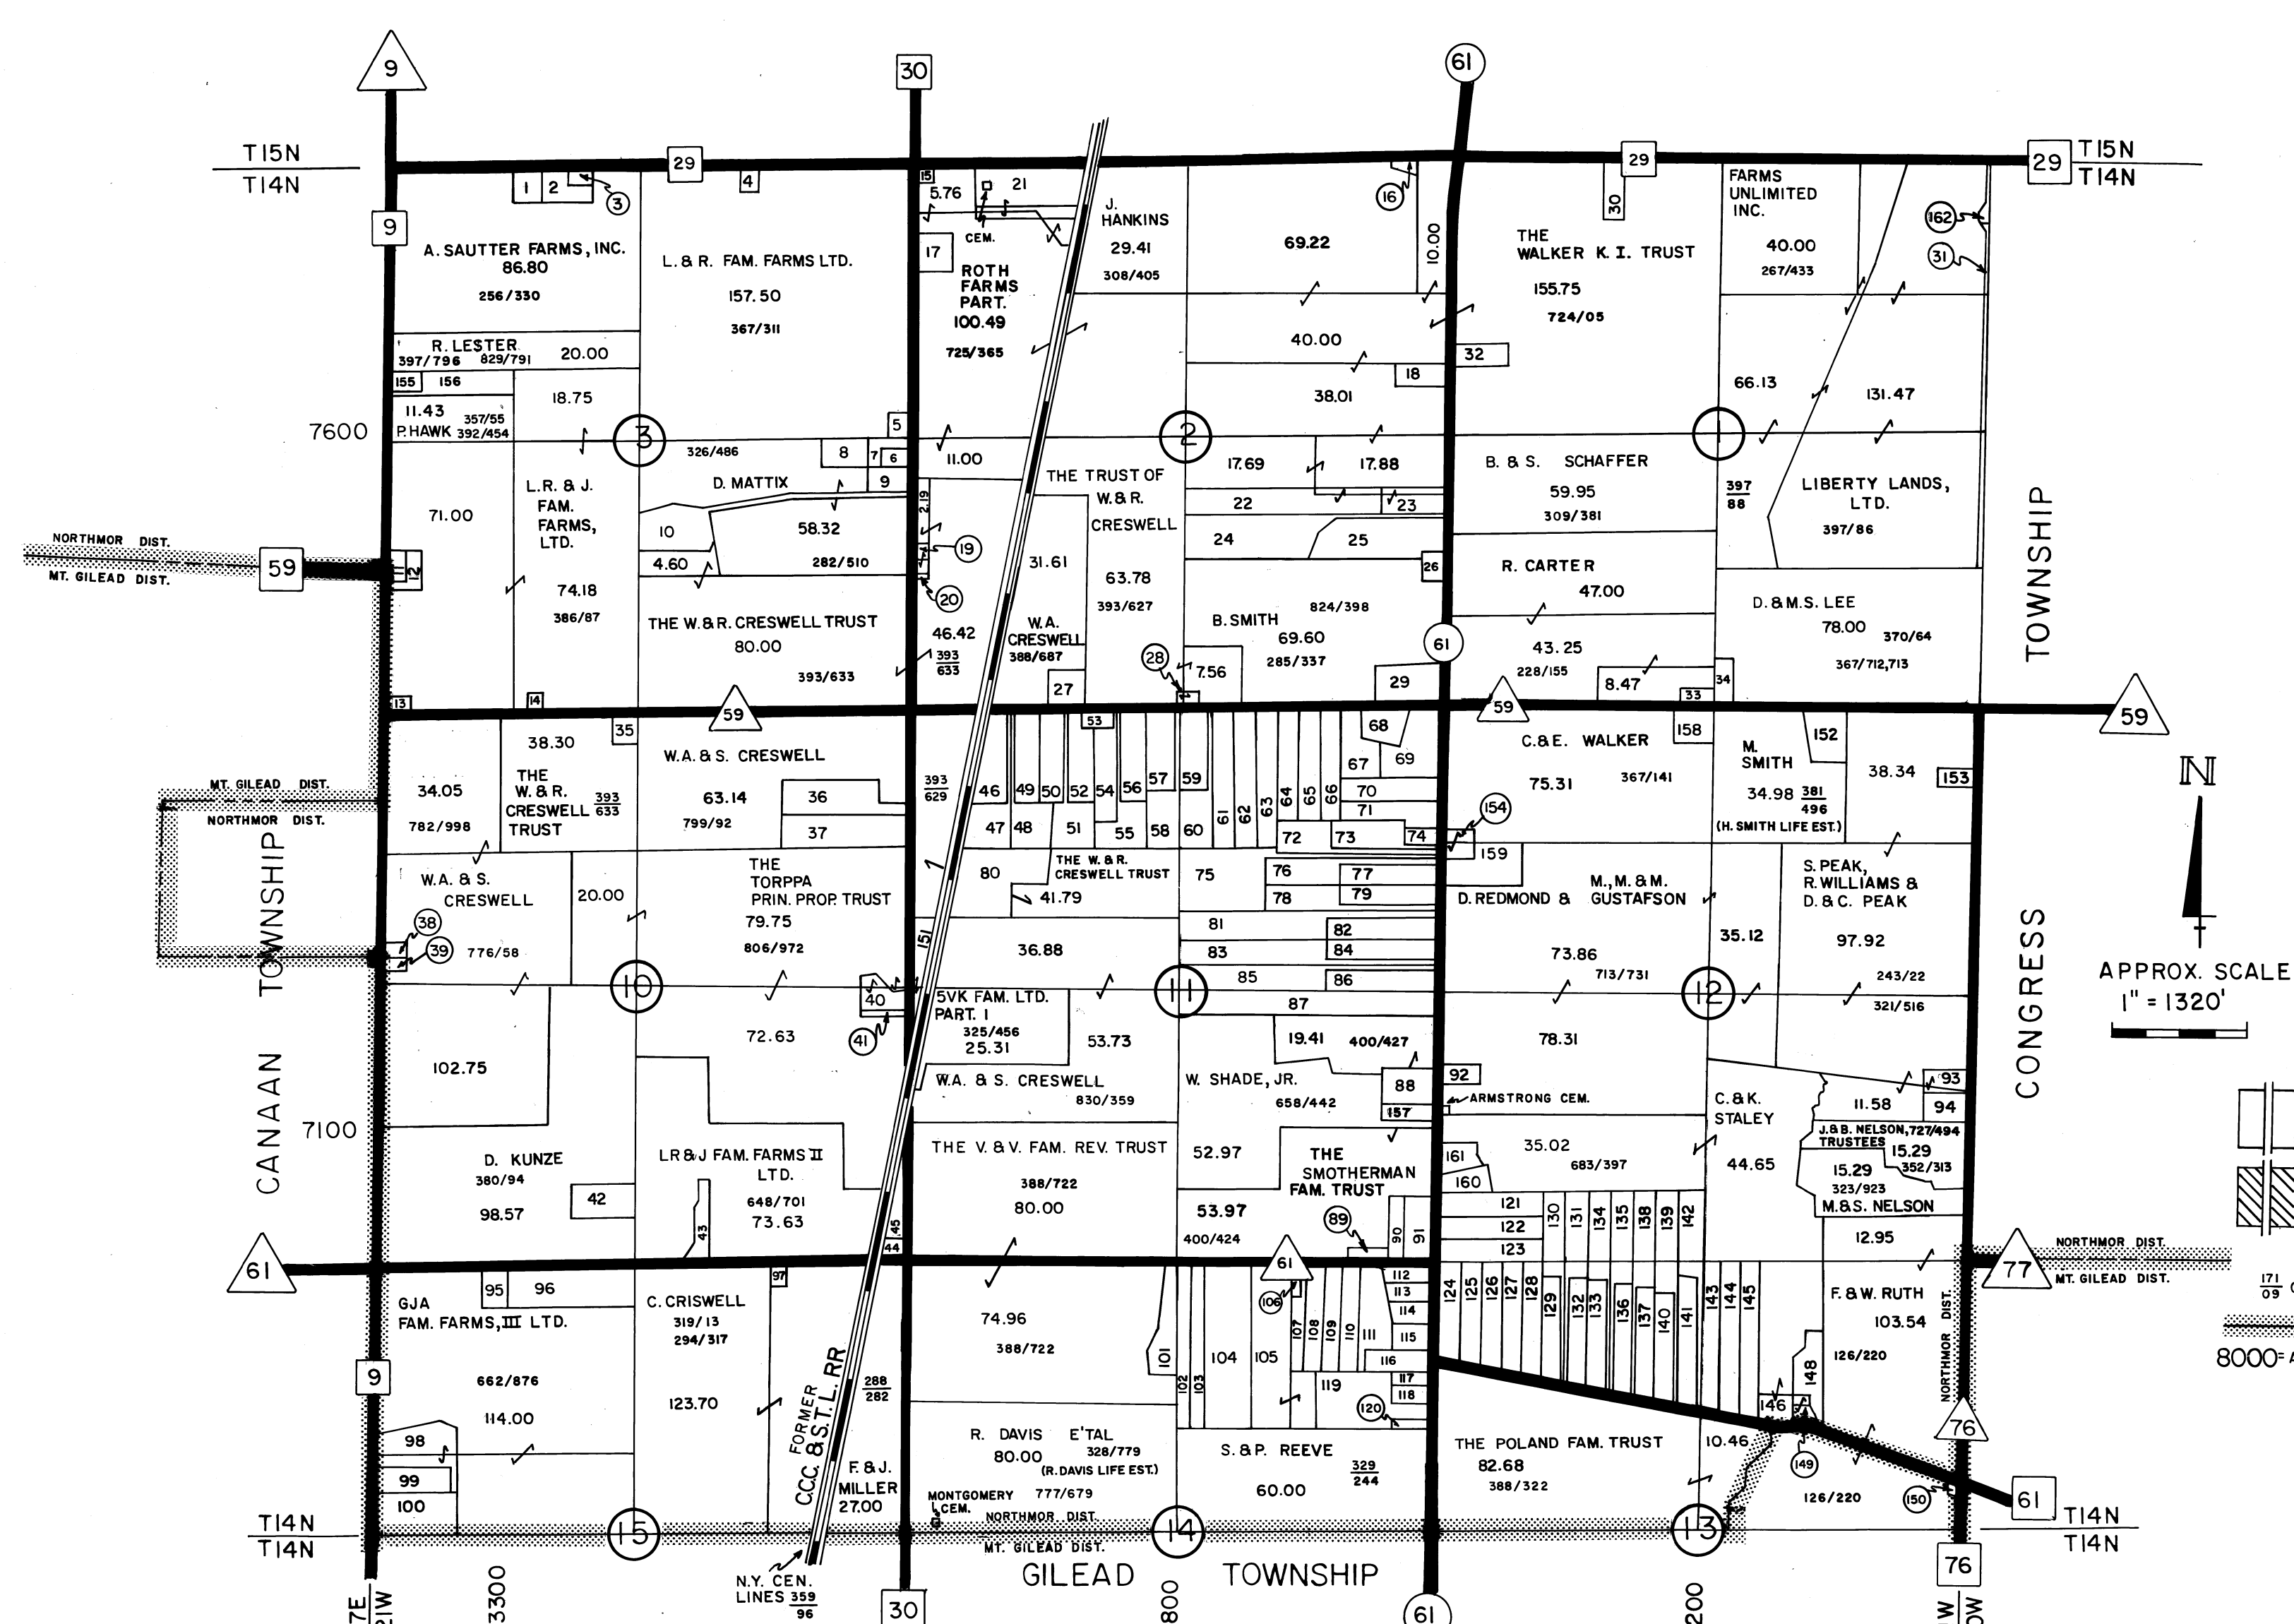 9
30
61
T15N
T14N
29
29
29
T15N
T14N
9
1
2
3
4
15
5.76
21
CEM.
17
J.
HANKINS
29.41
308/405
16
69.22
10.00
30
FARMS
UNLIMITED
INC.
40.00
267/433
162
31
A. SAUTTER FARMS, INC.
86.80
256/330
L. & R. FAM. FARMS LTD.
157.50
367/311
ROTH
FARMS
PART.
100.49
725/365
THE
WALKER K. I. TRUST
155.75
724/05
R. LESTER
397/796 829/791 20.00
155
156
18.75
11.43
357/55
P. HAWK 392/454
7600
40.00
18
38.01
32
66.13
131.47
5
3
2
1
326/486
8
7
6
9
D. MATTIX
11.00
THE TRUST OF
W. & R.
CRESWELL
17.69
17.88
22
23
24
25
26
B. & S. SCHAFFER
59.95
309/381
397
88
LIBERTY LANDS,
LTD.
397/86
71.00
L.R. & J.
FAM.
FARMS,
LTD.
74.18
386/87
10
58.32
4.60
282/510
2.19
19
20
31.61
63.78
393/627
NORTHMOR DIST.
MT. GILEAD DIST.
59
11
12
THE W. & R. CRESWELL TRUST
80.00
393/633
46.42
393
633
W.A.
CRESWELL
388/687
27
28
7.56
B. SMITH
824/398
69.60
285/337
29
61
R. CARTER
47.00
43.25
228/155
8.47
33
34
D. & M.S. LEE
78.00
370/64
367/712,713
TOWNSHIP
13
14
59
59
59
34.05
782/998
38.30
35
THE
W. & R.
CRESWELL
TRUST
393
633
W.A. & S. CRESWELL
63.14
799/92
36
37
393
629
46
47
48
49
50
51
52
53
54
55
56
57
58
59
60
61
62
63
64
65
66
67
68
69
70
71
72
73
74
C. & E. WALKER
75.31
367/141
158
154
159
M.
SMITH
34.98 381
496
(H. SMITH LIFE EST.)
152
38.34
153
N
MT. GILEAD DIST.
NORTHMOR DIST.
CANAAN TOWNSHIP
W.A. & S.
CRESWELL
776/58
38
39
20.00
THE
TORPPA
PRIN. PROP. TRUST
79.75
806/972
151
80
THE W. & R.
CRESWELL TRUST
41.79
36.88
75
76
77
78
79
81
82
83
84
85
86
87
D. REDMOND &
M., M. & M.
GUSTAFSON
73.86
713/731
35.12
S. PEAK,
R. WILLIAMS &
D. & C. PEAK
97.92
243/22
321/516
CONGRESS
APPROX. SCALE
1" = 1320'
10
11
12
40
41
72.63
102.75
5VK FAM. LTD.
PART. I
325/456
25.31
53.73
19.41
400/427
78.31
W.A. & S. CRESWELL
830/359
W. SHADE, JR.
658/442
88
157
92
ARMSTRONG CEM.
C. & K.
STALEY
44.65
93
94
11.58
J. & B. NELSON, 727/494
TRUSTEES
15.29
352/313
15.29
323/923
M. & S. NELSON
12.95
7100
D. KUNZE
380/94
98.57
42
LR & J FAM. FARMS II
LTD.
648/701
73.63
43
44
45
THE V. & V. FAM. REV. TRUST
388/722
80.00
52.97
53.97
400/424
THE
SMOTHERMAN
FAM. TRUST
89
90
91
161
160
35.02
683/397
121
122
123
130
131
134
135
138
139
142
61
61
77
NORTHMOR DIST.
MT. GILEAD DIST.
171
09
GJA
FAM. FARMS, III LTD.
95
96
662/876
114.00
C. CRISWELL
319/13
294/317
123.70
97
74.96
388/722
101
102
103
104
105
106
107
108
109
110
111
112
113
114
115
116
117
118
119
120
124
125
126
127
128
129
132
133
136
137
140
141
143
144
145
F. & W. RUTH
103.54
126/220
NORTHMOR DIST.
146
148
149
150
76
8000=
9
98
99
100
FORMER
C.C.C. & S.T. L. RR
288
282
F. & J.
MILLER
27.00
R. DAVIS E'TAL
80.00 328/779
(R. DAVIS LIFE EST.)
777/679
MONTGOMERY
CEM.
S. & P. REEVE
60.00
329
244
THE POLAND FAM. TRUST
82.68
388/322
10.46
126/220
61
T14N
T14N
15
14
13
NORTHMOR DIST.
MT. GILEAD DIST.
T14N
T14N
GILEAD TOWNSHIP
N.Y. CEN.
LINES 359
96
30
61
76
3300
800
200
7E